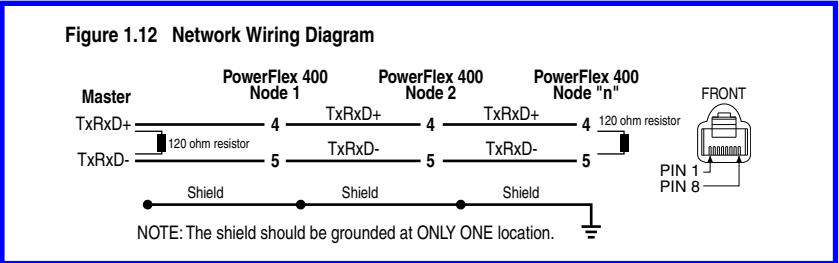 Figure 1.12 Network Wiring Diagram
PowerFlex 400 PowerFlex 400 PowerFlex 400
Master Node 1 Node 2 Node "n" FRONT
TxRxD+ 4 TxRxD+ 4 TxRxD+ 4 120 ohm resistor
120 ohm resistor
TxRxD- 5 TxRxD- 5 TxRxD- 5
PIN 1
PIN 8
Shield Shield Shield
NOTE: The shield should be grounded at ONLY ONE location.